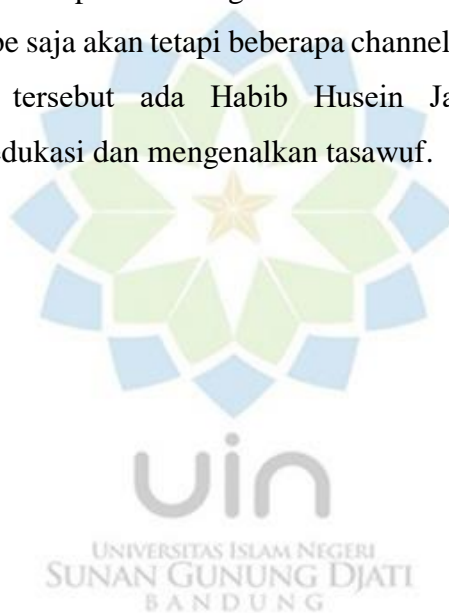 be saja akan tetapi beberapa channel
tersebut ada Habib Husein Ja
edukasi dan mengenalkan tasawuf.
uin
UNIVERSITAS ISLAM NEGERI
SUNAN GUNUNG DJATI
BANDUNG